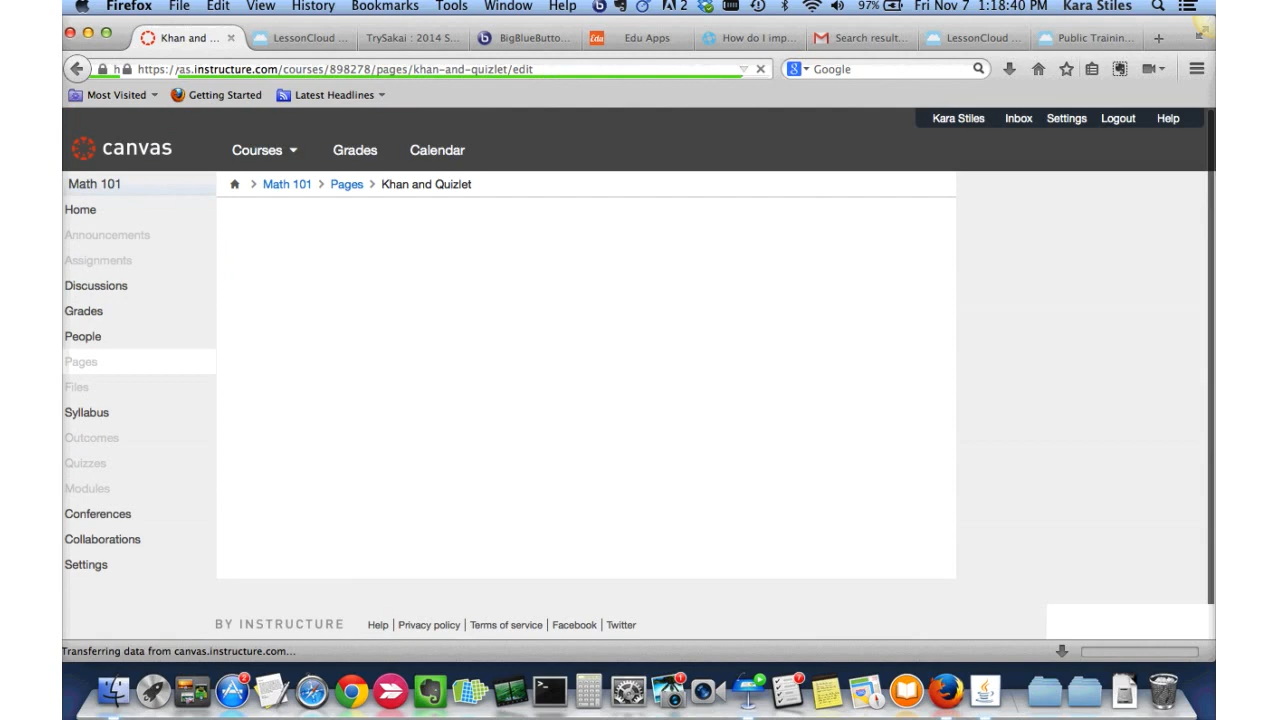 Firefox File Edit View History Bookmarks Tools Window Help 2 97% Fri Nov 7 1:18:40 PM Kara Stiles
Khan and ... LessonCloud ... TrySakai : 2014 S... BigBlueButto... Edu Apps How do I imp... Search result... LessonCloud ... Public Trainin...
https://as.instructure.com/courses/898278/pages/khan-and-quizlet/edit Google
Most Visited Getting Started Latest Headlines
Kara Stiles Inbox Settings Logout Help
canvas Courses Grades Calendar
Math 101
Math 101 > Pages > Khan and Quizlet
Home
Announcements
Assignments
Discussions
Grades
People
Pages
Files
Syllabus
Outcomes
Quizzes
Modules
Conferences
Collaborations
Settings
BY INSTRUCTURE Help | Privacy policy | Terms of service | Facebook | Twitter
Transferring data from canvas.instructure.com...